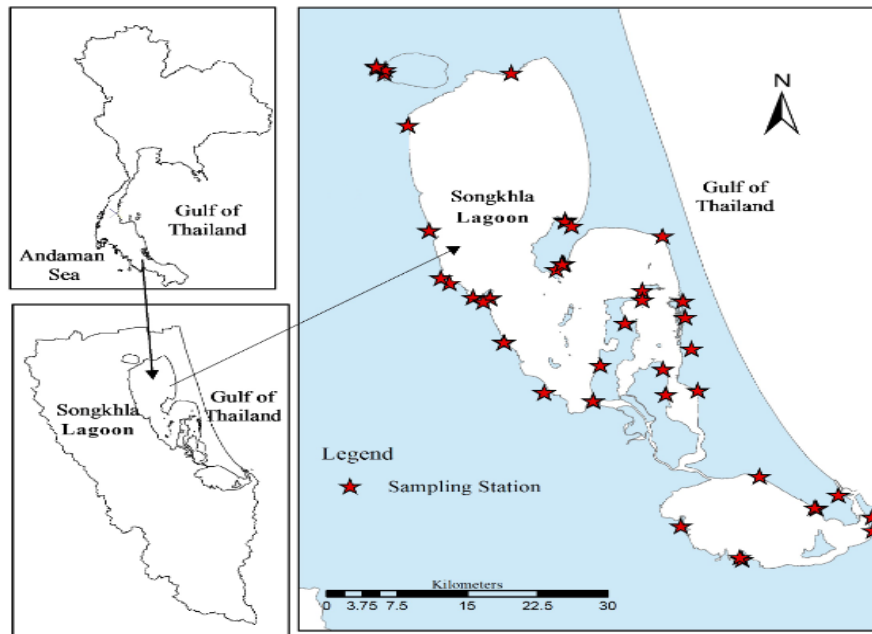 Gulf of
Thailand
Andaman
Sea
Gulf of
Thailand
Songkhla
Lagoon
N
Songkhla
Lagoon
Gulf of
Thailand
Legend
Sampling Station
Kilometers
0 3.75 7.5 15 22.5 30